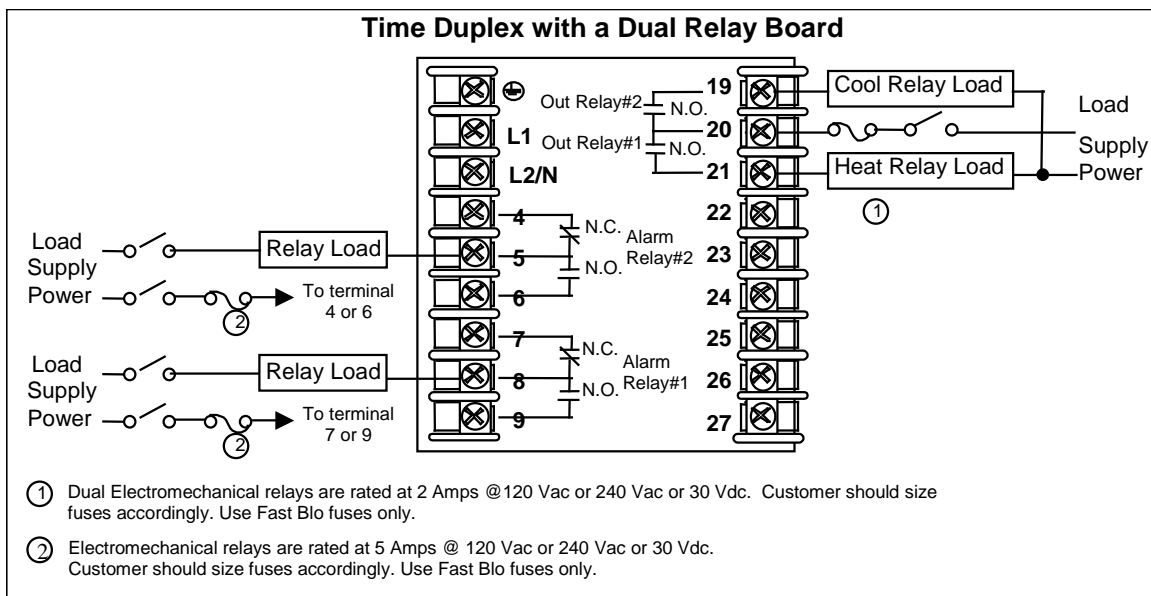 Time Duplex with a Dual Relay Board
L1
L2/N
4
5
6
7
8
9
N.C.
Alarm
Relay#2
N.O.
N.C.
Alarm
Relay#1
N.O.
Out Relay#2
N.O.
Out Relay#1
N.O.
19
20
21
22
23
24
25
26
27
Cool Relay Load
Heat Relay Load
1
Load
Supply
Power
Load
Supply
Power
Relay Load
2
To terminal
4 or 6
Load
Supply
Power
Relay Load
2
To terminal
7 or 9
1 Dual Electromechanical relays are rated at 2 Amps @120 Vac or 240 Vac or 30 Vdc. Customer should size
fuses accordingly. Use Fast Blo fuses only.
2 Electromechanical relays are rated at 5 Amps @ 120 Vac or 240 Vac or 30 Vdc.
Customer should size fuses accordingly. Use Fast Blo fuses only.